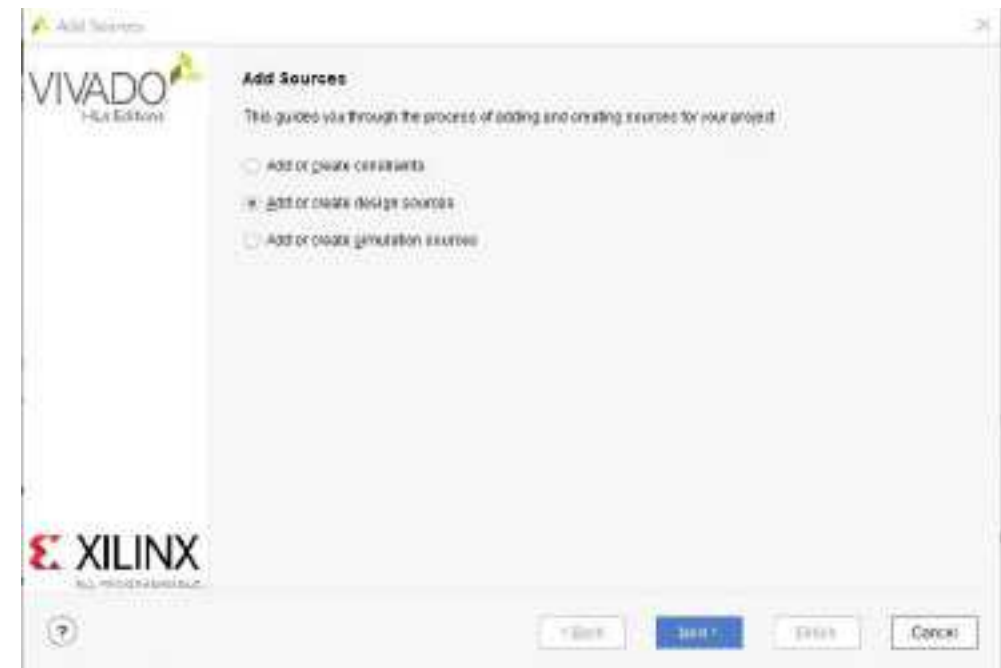 Add Sources
VIVADO
HLx Editions
Add Sources
This guides you through the process of adding and creating sources for your project
Add or create constraints
Add or create design sources
Add or create simulation sources
XILINX
ALL PROGRAMMABLE
?
< Back
Next >
Finish
Cancel